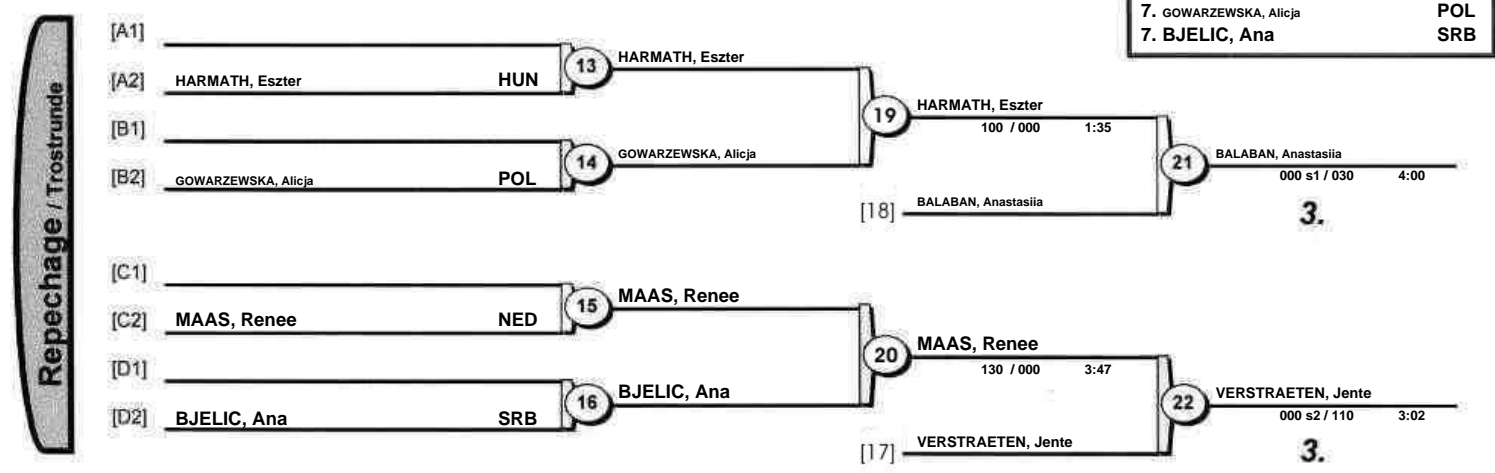 7. GOWARZEWSKA, Alicja POL
7. BJELIC, Ana SRB
Repechage / Trostrunde
[A1]
[A2] HARMATH, Eszter HUN
13 HARMATH, Eszter
[B1]
[B2] GOWARZEWSKA, Alicja POL
14 GOWARZEWSKA, Alicja
19 HARMATH, Eszter
100 / 000 1:35
[18] BALABAN, Anastasiia
21 BALABAN, Anastasiia
000 s1 / 030 4:00
3.
[C1]
[C2] MAAS, Renee NED
15 MAAS, Renee
[D1]
[D2] BJELIC, Ana SRB
16 BJELIC, Ana
20 MAAS, Renee
130 / 000 3:47
[17] VERSTRAETEN, Jente
22 VERSTRAETEN, Jente
000 s2 / 110 3:02
3.